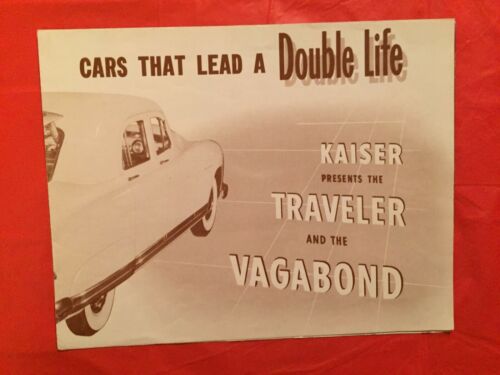 CARS THAT LEAD A Double Life
KAISER
PRESENTS THE
TRAVELER
AND THE
VAGABOND